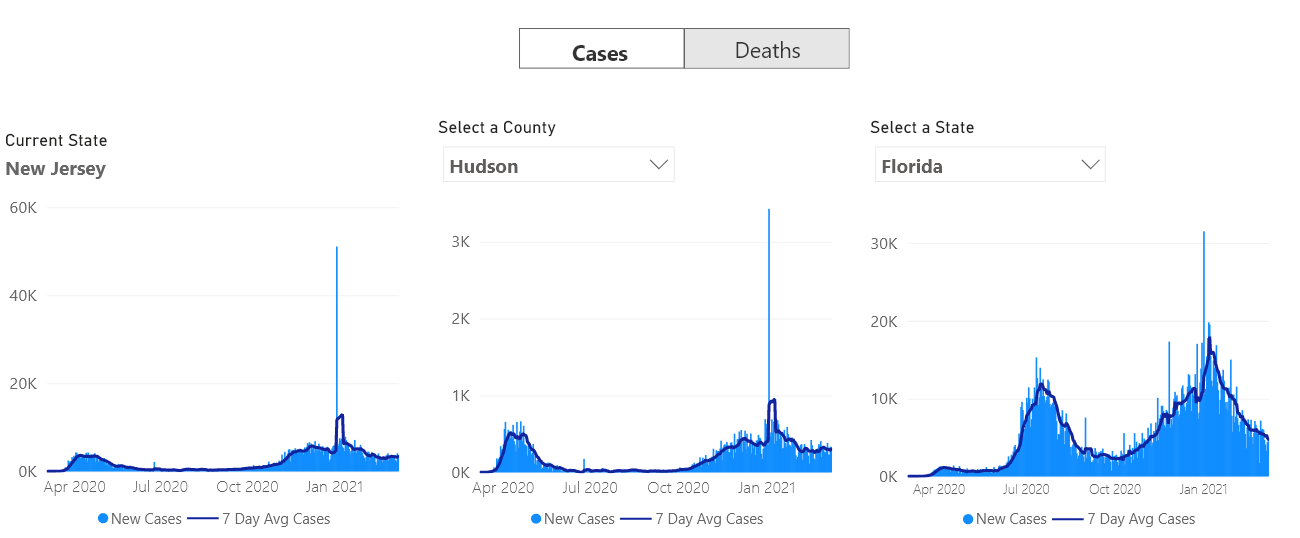 Cases
Deaths
Current State
New Jersey
60K
40K
20K
0K
Apr 2020
Jul 2020
Oct 2020
Jan 2021
New Cases
7 Day Avg Cases
Select a County
Hudson
3K
2K
1K
0K
Apr 2020
Jul 2020
Oct 2020
Jan 2021
New Cases
7 Day Avg Cases
Select a State
Florida
30K
20K
10K
0K
Apr 2020
Jul 2020
Oct 2020
Jan 2021
New Cases
7 Day Avg Cases